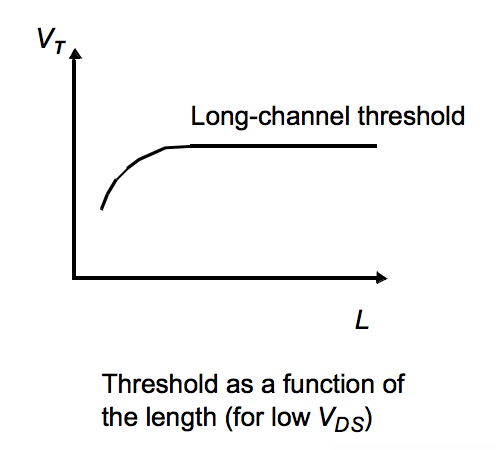 V_T
Long-channel threshold
L
Threshold as a function of
the length (for low V_DS)